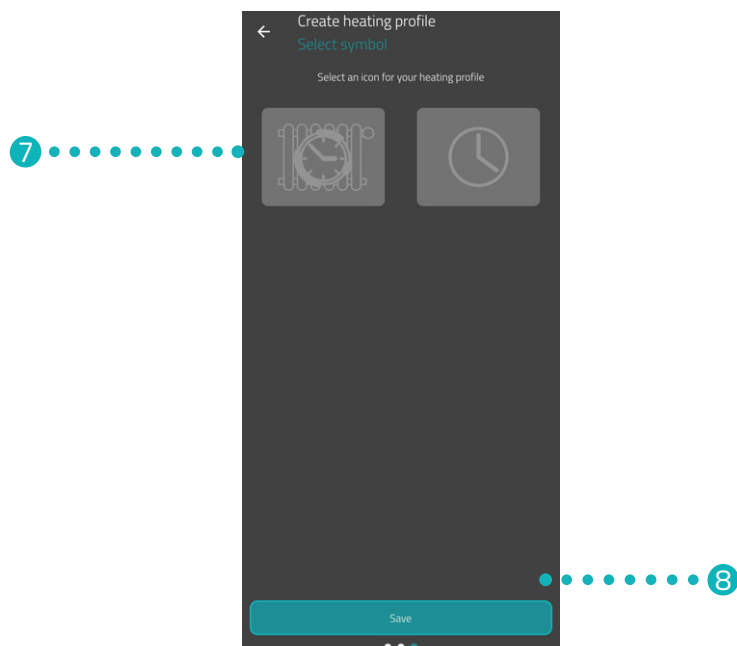 Create heating profile
Select symbol
Select an icon for your heating profile
7
8
Save